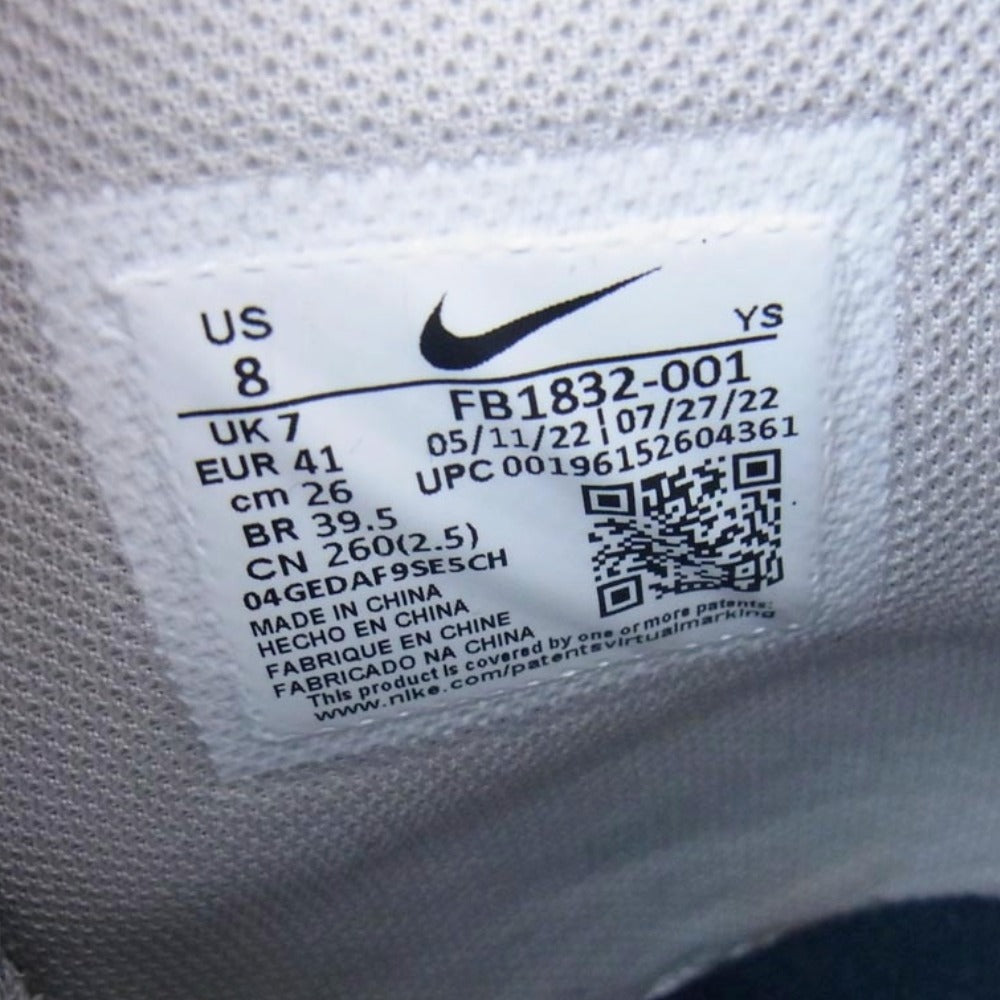 US
8
YS
FB1832-001
UK 7
05/11/22 | 07/27/22
EUR 41
UPC 00196152604361
cm 26
BR 39.5
CN 260(2.5)
04GEDAF9SE5CH
MADE IN CHINA
HECHO EN CHINA
FABRIQUE EN CHINE
FABRICADO NA CHINA
This product is covered by one or more patents:
www.nike.com/patentsvirtualmarking